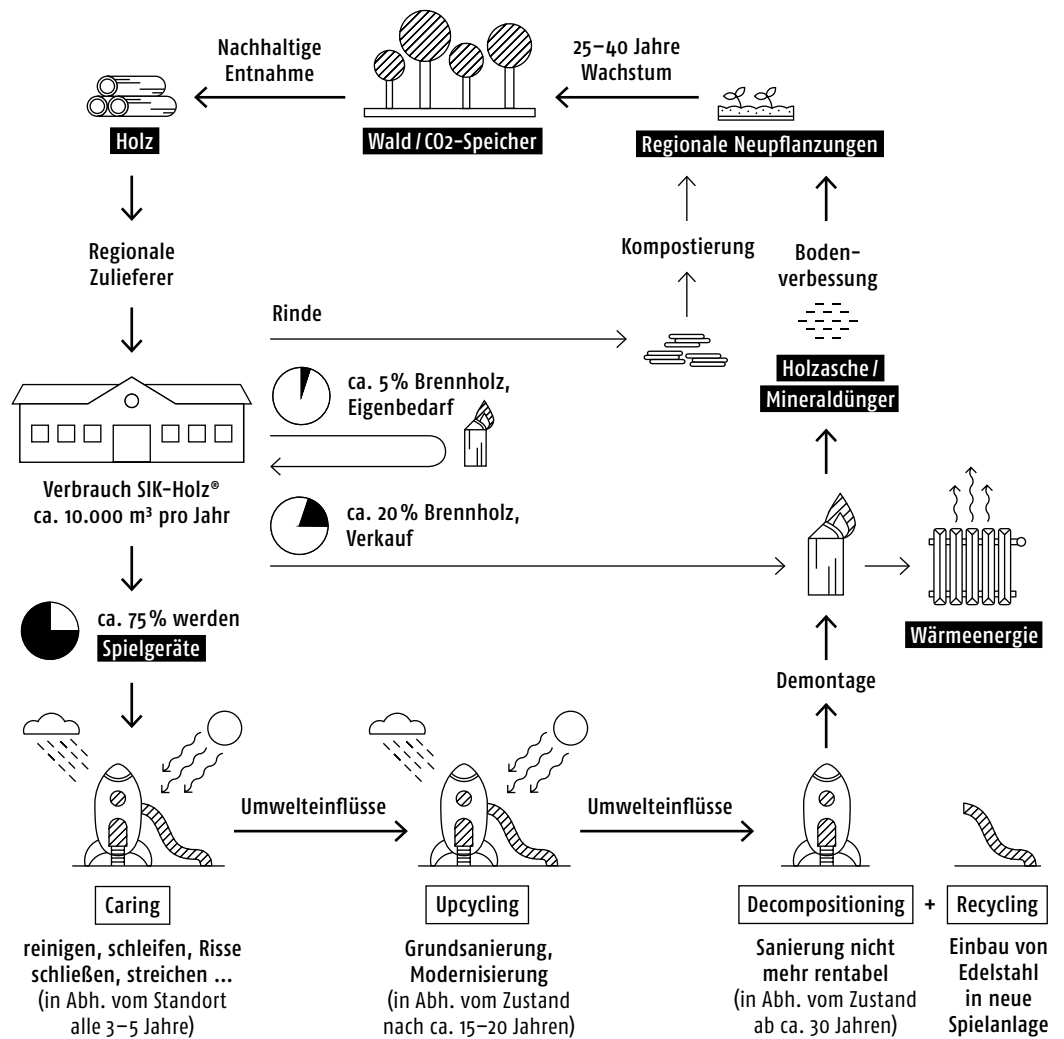 Nachhaltige
Entnahme
25–40 Jahre
Wachstum
Holz
Wald / CO2-Speicher
Regionale Neupflanzungen
Regionale
Zulieferer
Kompostierung
Boden-
verbessung
Rinde
Holzasche /
Mineraldünger
ca. 5 % Brennholz,
Eigenbedarf
Verbrauch SIK-Holz®
ca. 10.000 m³ pro Jahr
ca. 20 % Brennholz,
Verkauf
ca. 75 % werden
Spielgeräte
Wärmeenergie
Demontage
Umwelteinflüsse
Umwelteinflüsse
Caring
reinigen, schleifen, Risse
schließen, streichen ...
(in Abh. vom Standort
alle 3–5 Jahre)
Upcycling
Grundsanierung,
Modernisierung
(in Abh. vom Zustand
nach ca. 15–20 Jahren)
Decompositioning + Recycling
Sanierung nicht
mehr rentabel
(in Abh. vom Zustand
ab ca. 30 Jahren)
Einbau von
Edelstahl
in neue
Spielanlage